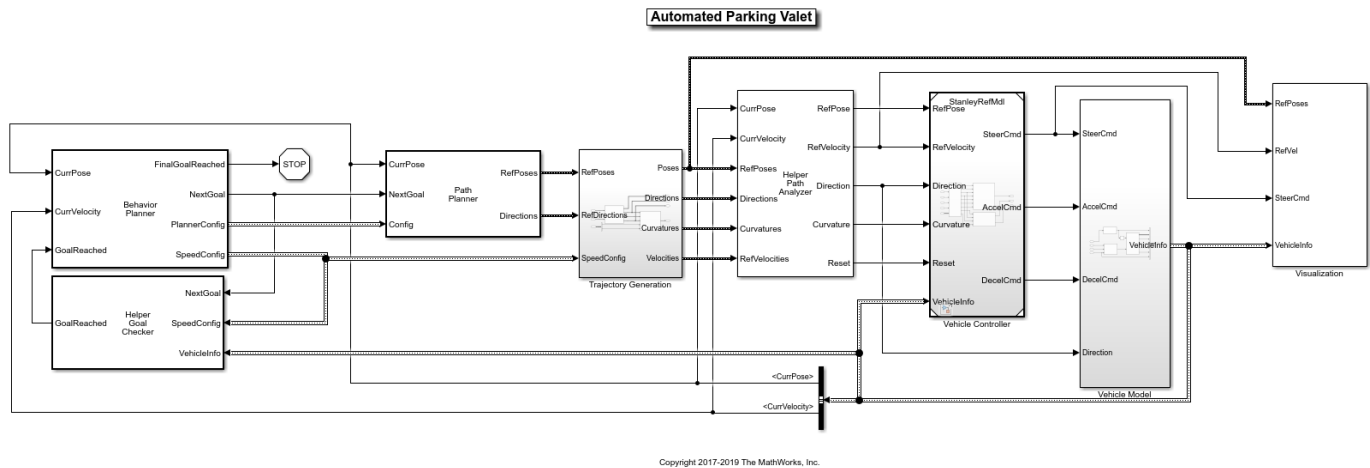 Automated Parking Valet
CurrPose
CurrVelocity
GoalReached
Behavior
Planner
FinalGoalReached
NextGoal
PlannerConfig
SpeedConfig
STOP
GoalReached
Helper
Goal
Checker
NextGoal
SpeedConfig
VehicleInfo
CurrPose
NextGoal
Config
Path
Planner
RefPoses
Directions
RefPoses
RefDirections
SpeedConfig
Poses
Directions
Curvatures
Velocities
Trajectory Generation
CurrPose
CurrVelocity
RefPoses
Directions
Curvatures
RefVelocities
Helper
Path
Analyzer
RefPose
RefVelocity
Direction
Curvature
Reset
StanleyRefMdl
RefPose
RefVelocity
Direction
Curvature
Reset
VehicleInfo
SteerCmd
AccelCmd
DecelCmd
Vehicle Controller
SteerCmd
AccelCmd
DecelCmd
Direction
VehicleInfo
Vehicle Model
RefPoses
RefVel
SteerCmd
VehicleInfo
Visualization
<CurrPose>
<CurrVelocity>
Copyright 2017-2019 The MathWorks, Inc.